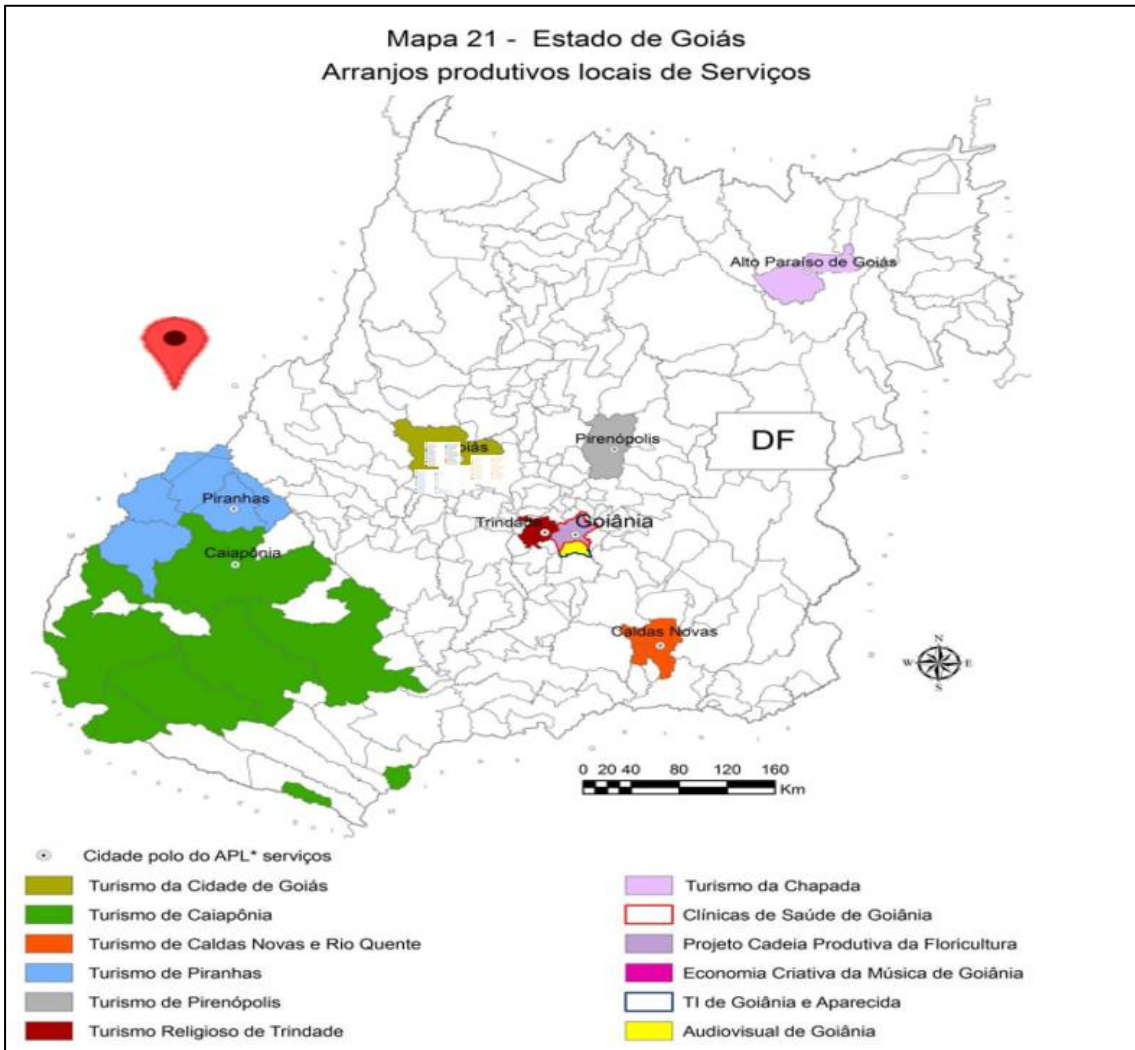 Mapa 21 - Estado de Goiás
Arranjos produtivos locais de Serviços
Alto Paraíso de Goiás
Pirenópolis
DF
Piranhas
Trindade
Goiânia
Caiapônia
Caldas Novas
N
W
E
S
0 20 40 80 120 160
Km
Cidade polo do APL* serviços
Turismo da Cidade de Goiás
Turismo de Caiapônia
Turismo de Caldas Novas e Rio Quente
Turismo de Piranhas
Turismo de Pirenópolis
Turismo Religioso de Trindade
Turismo da Chapada
Clínicas de Saúde de Goiânia
Projeto Cadeia Produtiva da Floricultura
Economia Criativa da Música de Goiânia
TI de Goiânia e Aparecida
Audiovisual de Goiânia